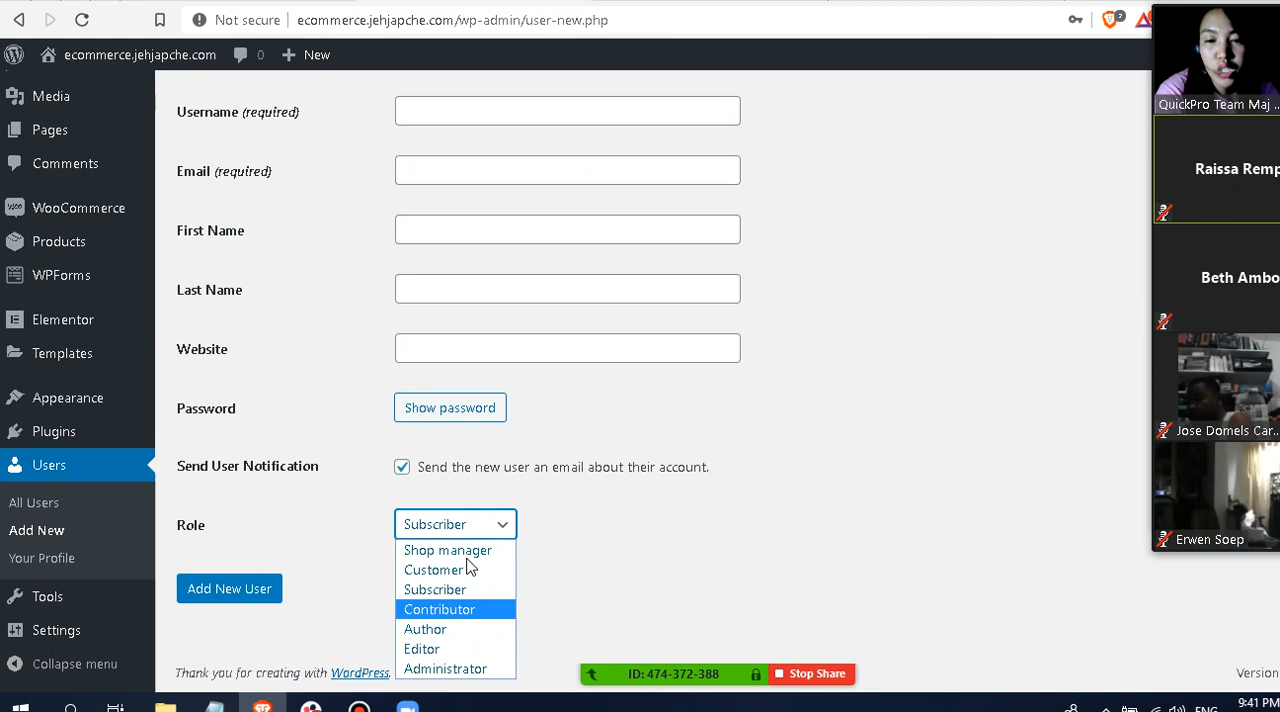 Not secure
ecommerce.jehjapche.com/wp-admin/user-new.php
2
ecommerce.jehjapche.com
0
New
Media
Pages
Comments
WooCommerce
Products
WPForms
Elementor
Templates
Appearance
Plugins
Users
All Users
Add New
Your Profile
Tools
Settings
Collapse menu
Username (required)
Email (required)
First Name
Last Name
Website
Password
Show password
Send User Notification
Send the new user an email about their account.
Role
Subscriber
Shop manager
Customer
Subscriber
Contributor
Author
Editor
Administrator
Add New User
Thank you for creating with WordPress.
Version
ID: 474-372-388
Stop Share
QuickPro Team Maj ...
Raissa Remp
Beth Ambo
Jose Domels Car...
Erwen Soep
ENG
9:41 PM